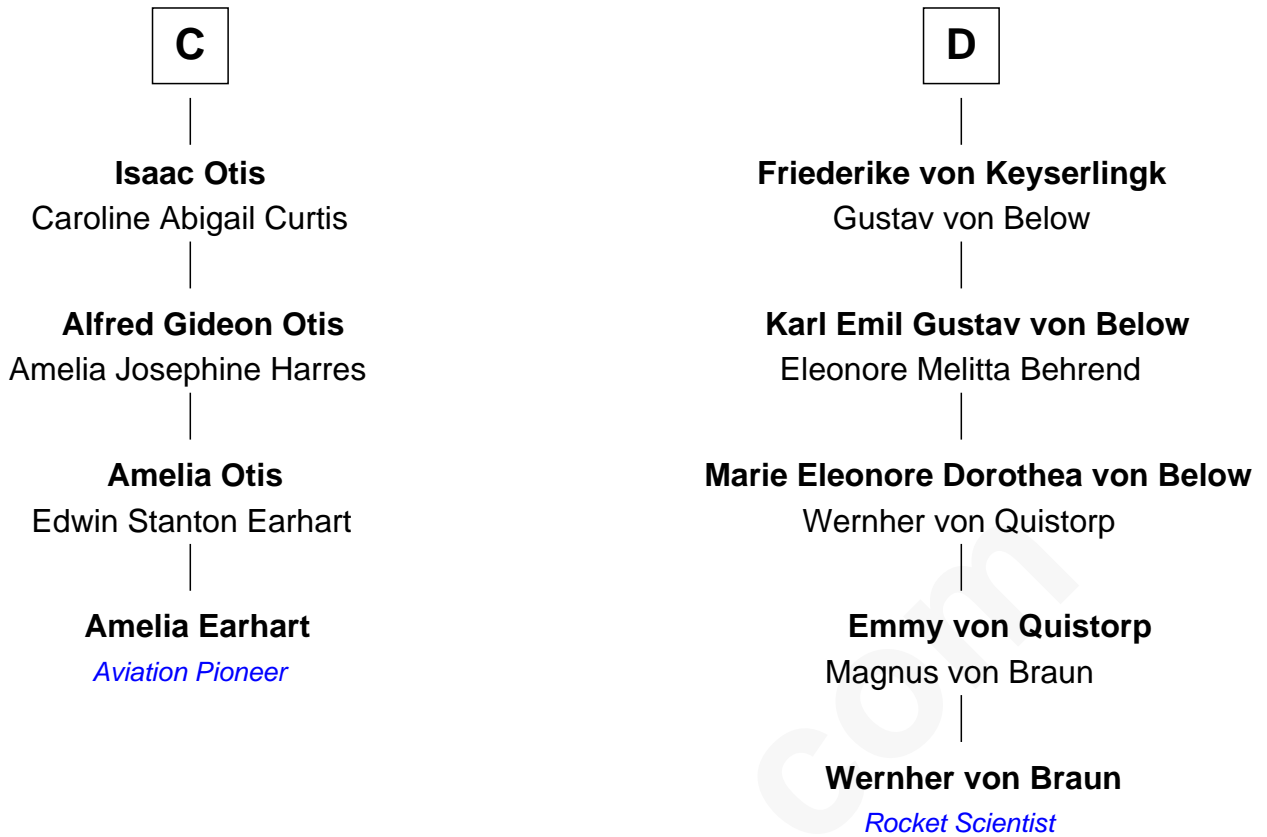 C
Isaac Otis
Caroline Abigail Curtis
Alfred Gideon Otis
Amelia Josephine Harres
Amelia Otis
Edwin Stanton Earhart
Amelia Earhart
Aviation Pioneer
D
Friederike von Keyserlingk
Gustav von Below
Karl Emil Gustav von Below
Eleonore Melitta Behrend
Marie Eleonore Dorothea von Below
Wernher von Quistorp
Emmy von Quistorp
Magnus von Braun
Wernher von Braun
Rocket Scientist
com